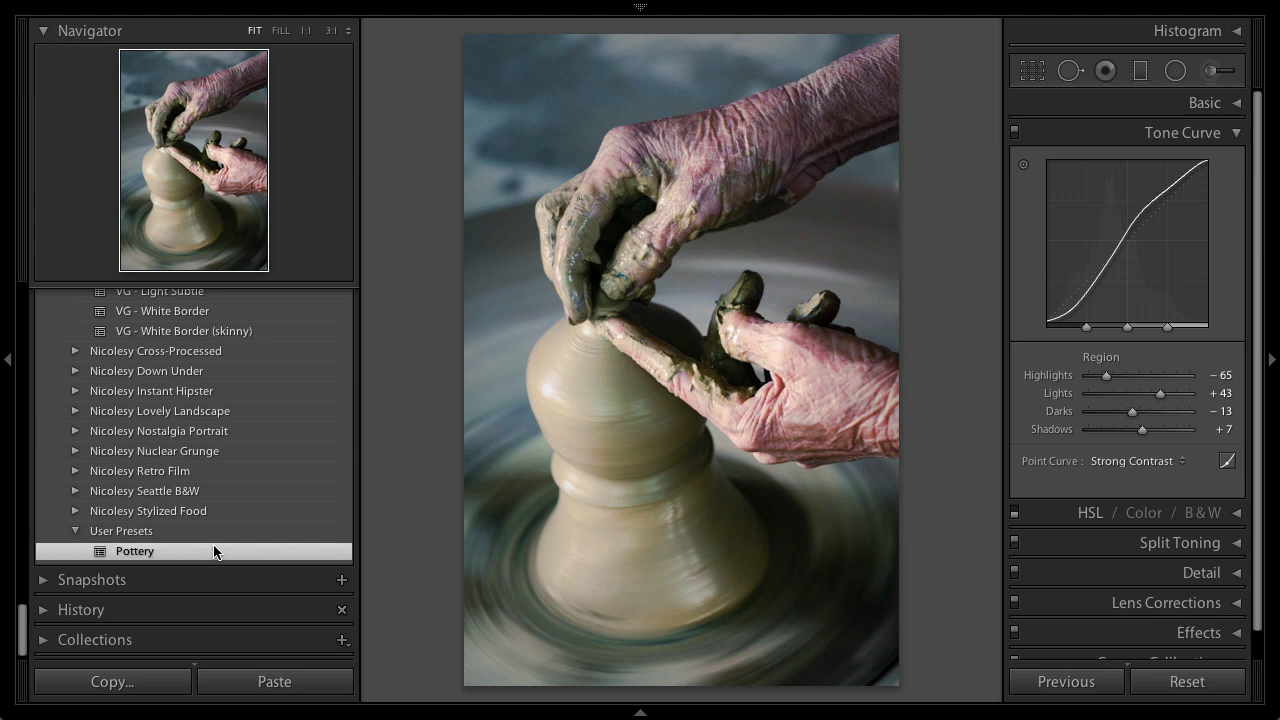 Navigator
FIT FILL 1:1 3:1
VG - Light Subtle
VG - White Border
VG - White Border (skinny)
Nicolesy Cross-Processed
Nicolesy Down Under
Nicolesy Instant Hipster
Nicolesy Lovely Landscape
Nicolesy Nostalgia Portrait
Nicolesy Nuclear Grunge
Nicolesy Retro Film
Nicolesy Seattle B&W
Nicolesy Stylized Food
User Presets
Pottery
Snapshots
History
Collections
Copy... Paste
Histogram
Basic
Tone Curve
Region
Highlights − 65
Lights + 43
Darks − 13
Shadows + 7
Point Curve : Strong Contrast
HSL / Color / B & W
Split Toning
Detail
Lens Corrections
Effects
Previous Reset